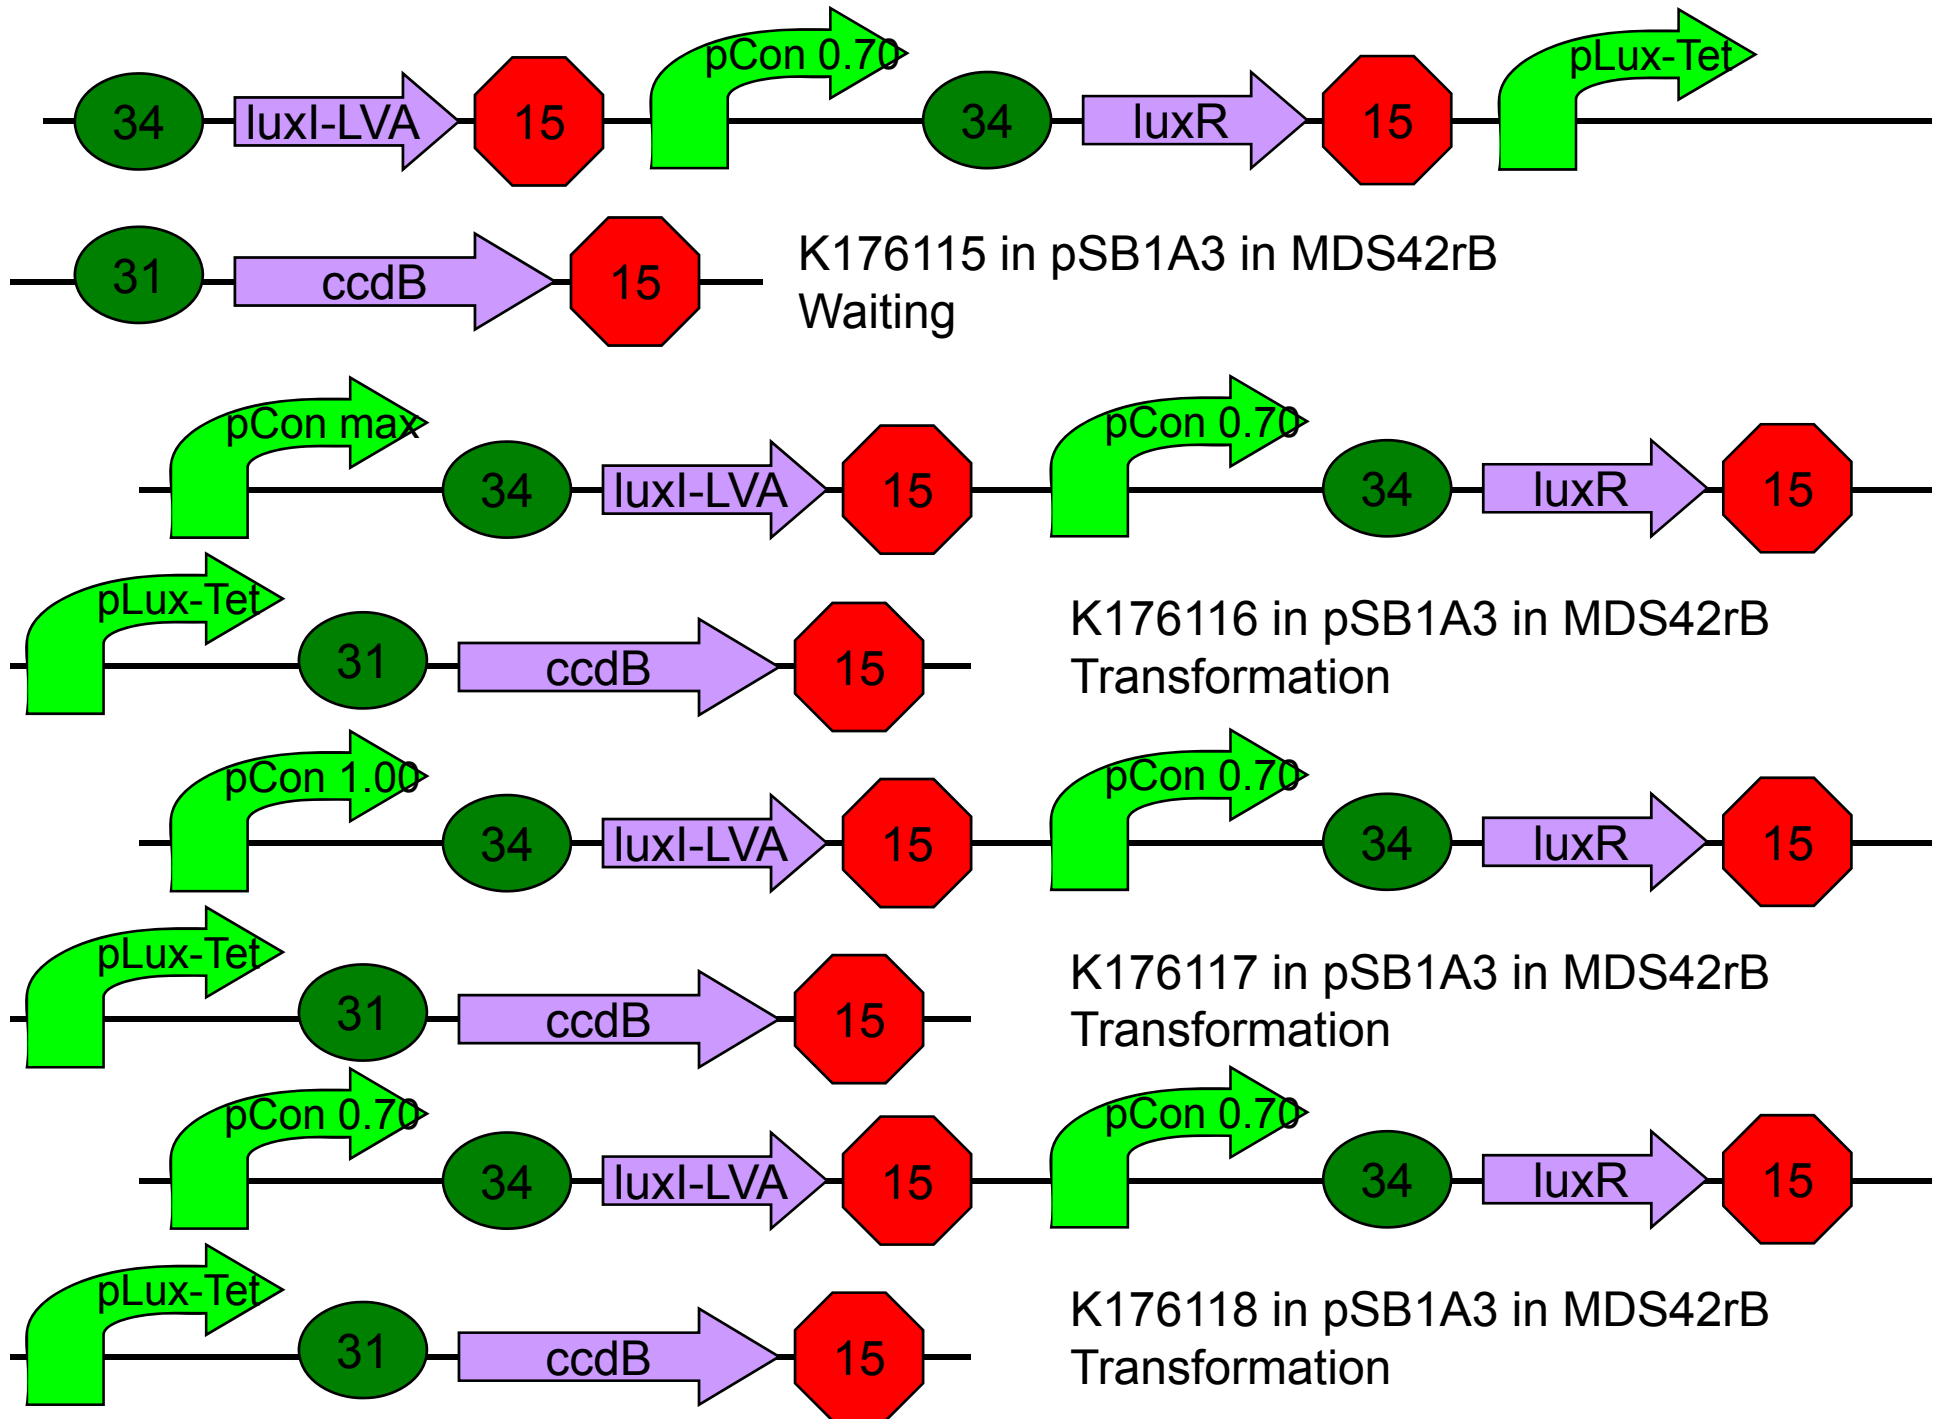 34 luxI-LVA 15 pCon 0.70 34 luxR 15 pLux-Tet
31 ccdB 15 K176115 in pSB1A3 in MDS42rB
Waiting
pCon max 34 luxI-LVA 15 pCon 0.70 34 luxR 15
pLux-Tet 31 ccdB 15 K176116 in pSB1A3 in MDS42rB
Transformation
pCon 1.00 34 luxI-LVA 15 pCon 0.70 34 luxR 15
pLux-Tet 31 ccdB 15 K176117 in pSB1A3 in MDS42rB
Transformation
pCon 0.70 34 luxI-LVA 15 pCon 0.70 34 luxR 15
pLux-Tet 31 ccdB 15 K176118 in pSB1A3 in MDS42rB
Transformation